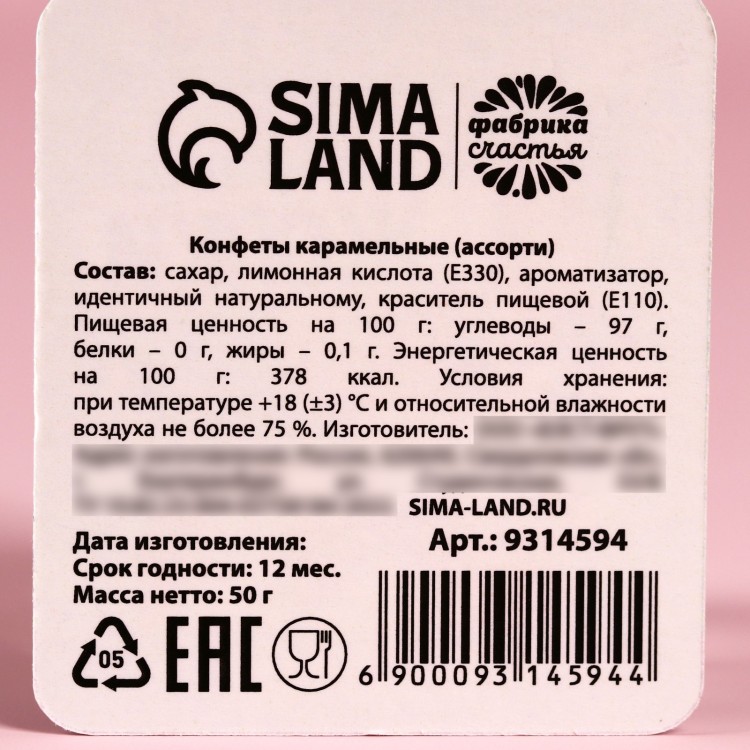 SIMA
LAND
фабрика
счастья
Конфеты карамельные (ассорти)
Состав: сахар, лимонная кислота (Е330), ароматизатор,
идентичный натуральному, краситель пищевой (Е110).
Пищевая ценность на 100 г: углеводы – 97 г,
белки – 0 г, жиры – 0,1 г. Энергетическая ценность
на 100 г: 378 ккал. Условия хранения:
при температуре +18 (±3) °С и относительной влажности
воздуха не более 75 %. Изготовитель:
SIMA-LAND.RU
Дата изготовления:
Арт.: 9314594
Срок годности: 12 мес.
Масса нетто: 50 г
05
EAC
6 900093 145944